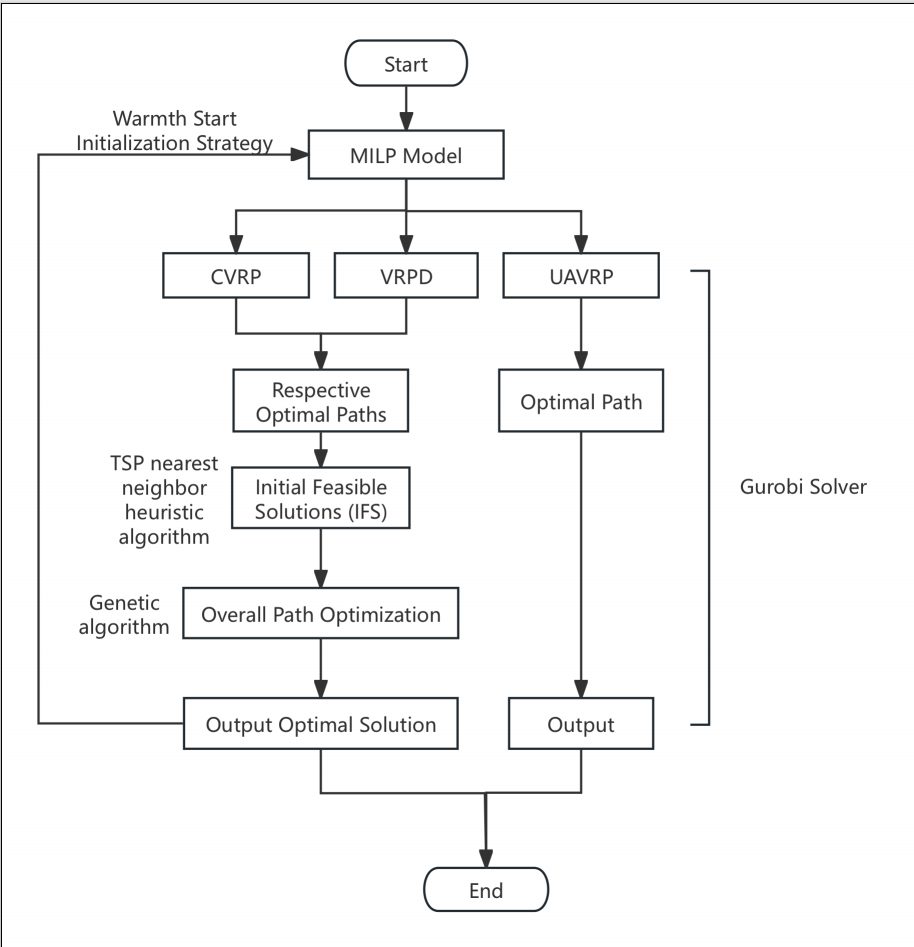 Start
Warmth Start
Initialization Strategy
MILP Model
CVRP
VRPD
UAVRP
Respective
Optimal Paths
Optimal Path
TSP nearest
neighbor
heuristic
algorithm
Initial Feasible
Solutions (IFS)
Gurobi Solver
Genetic
algorithm
Overall Path Optimization
Output Optimal Solution
Output
End